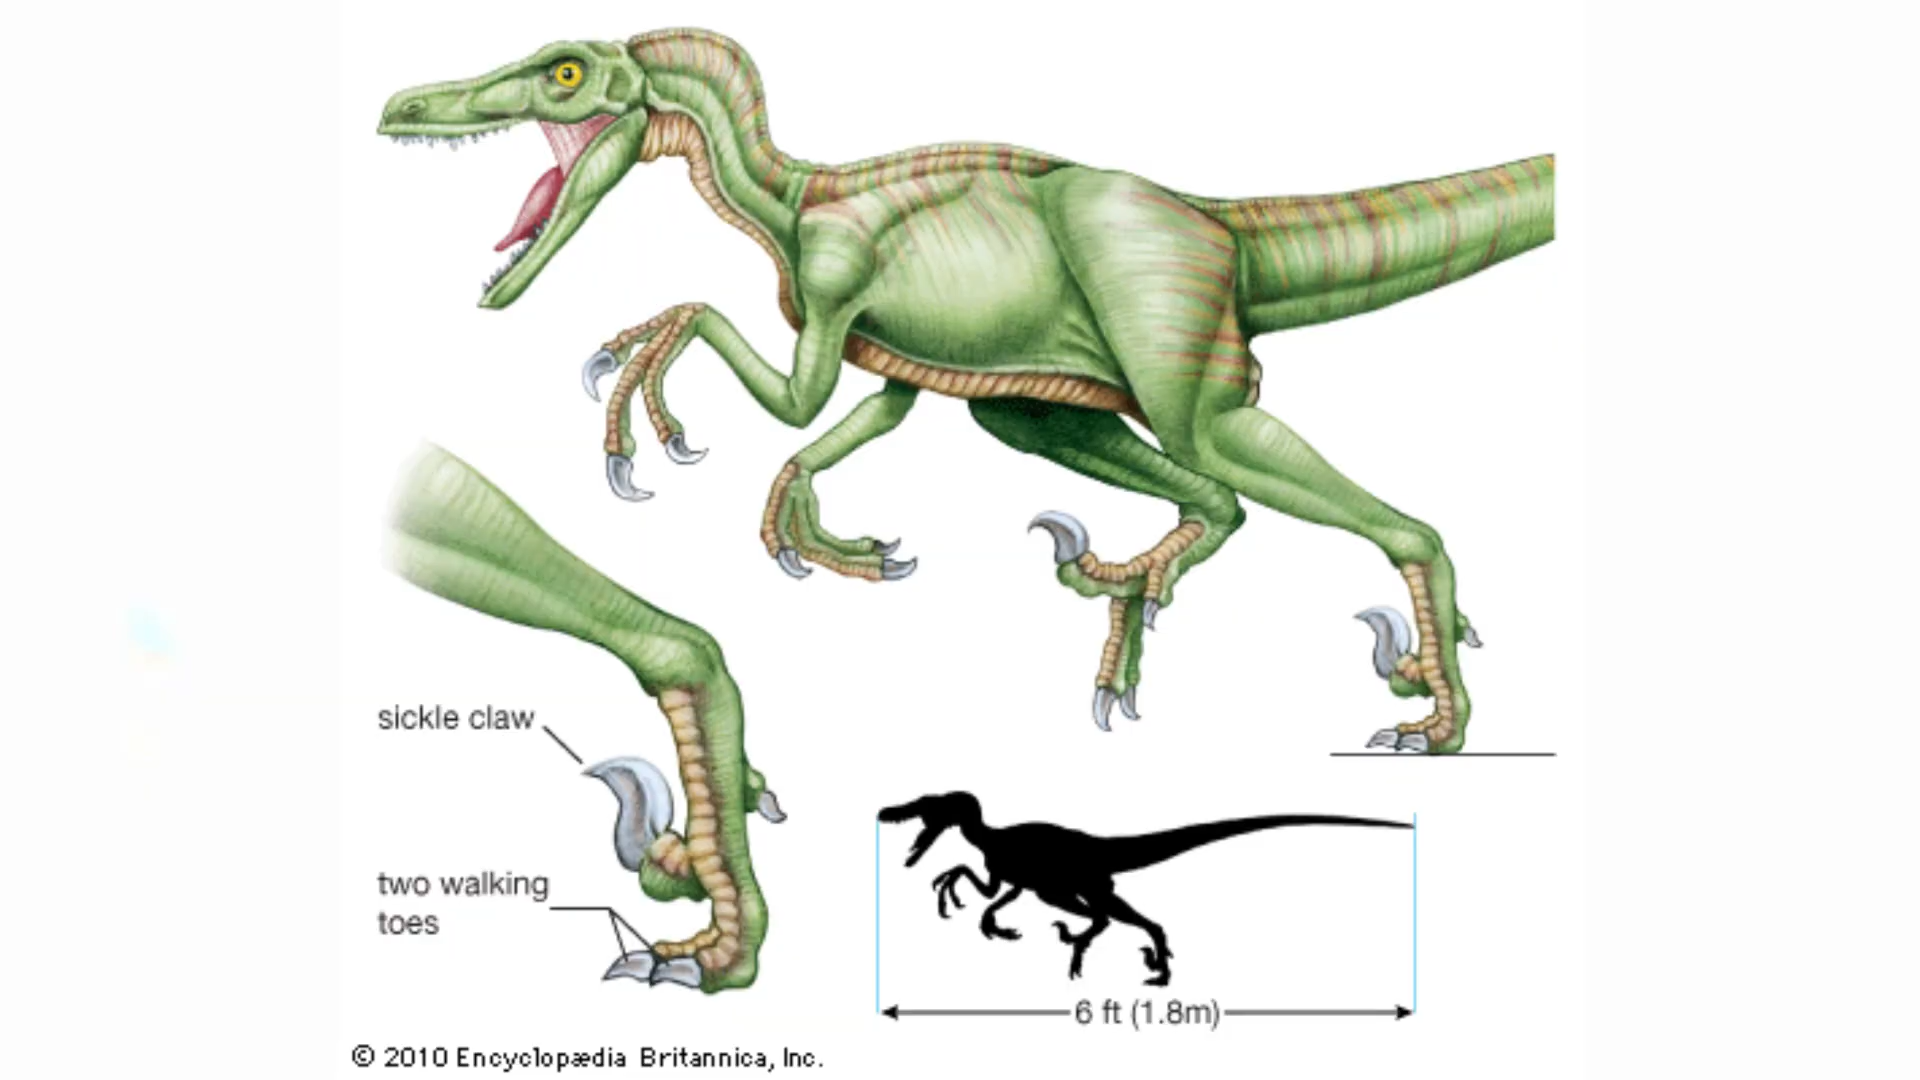 sickle claw
two walking
toes
6 ft (1.8m)
© 2010 Encyclopædia Britannica, Inc.